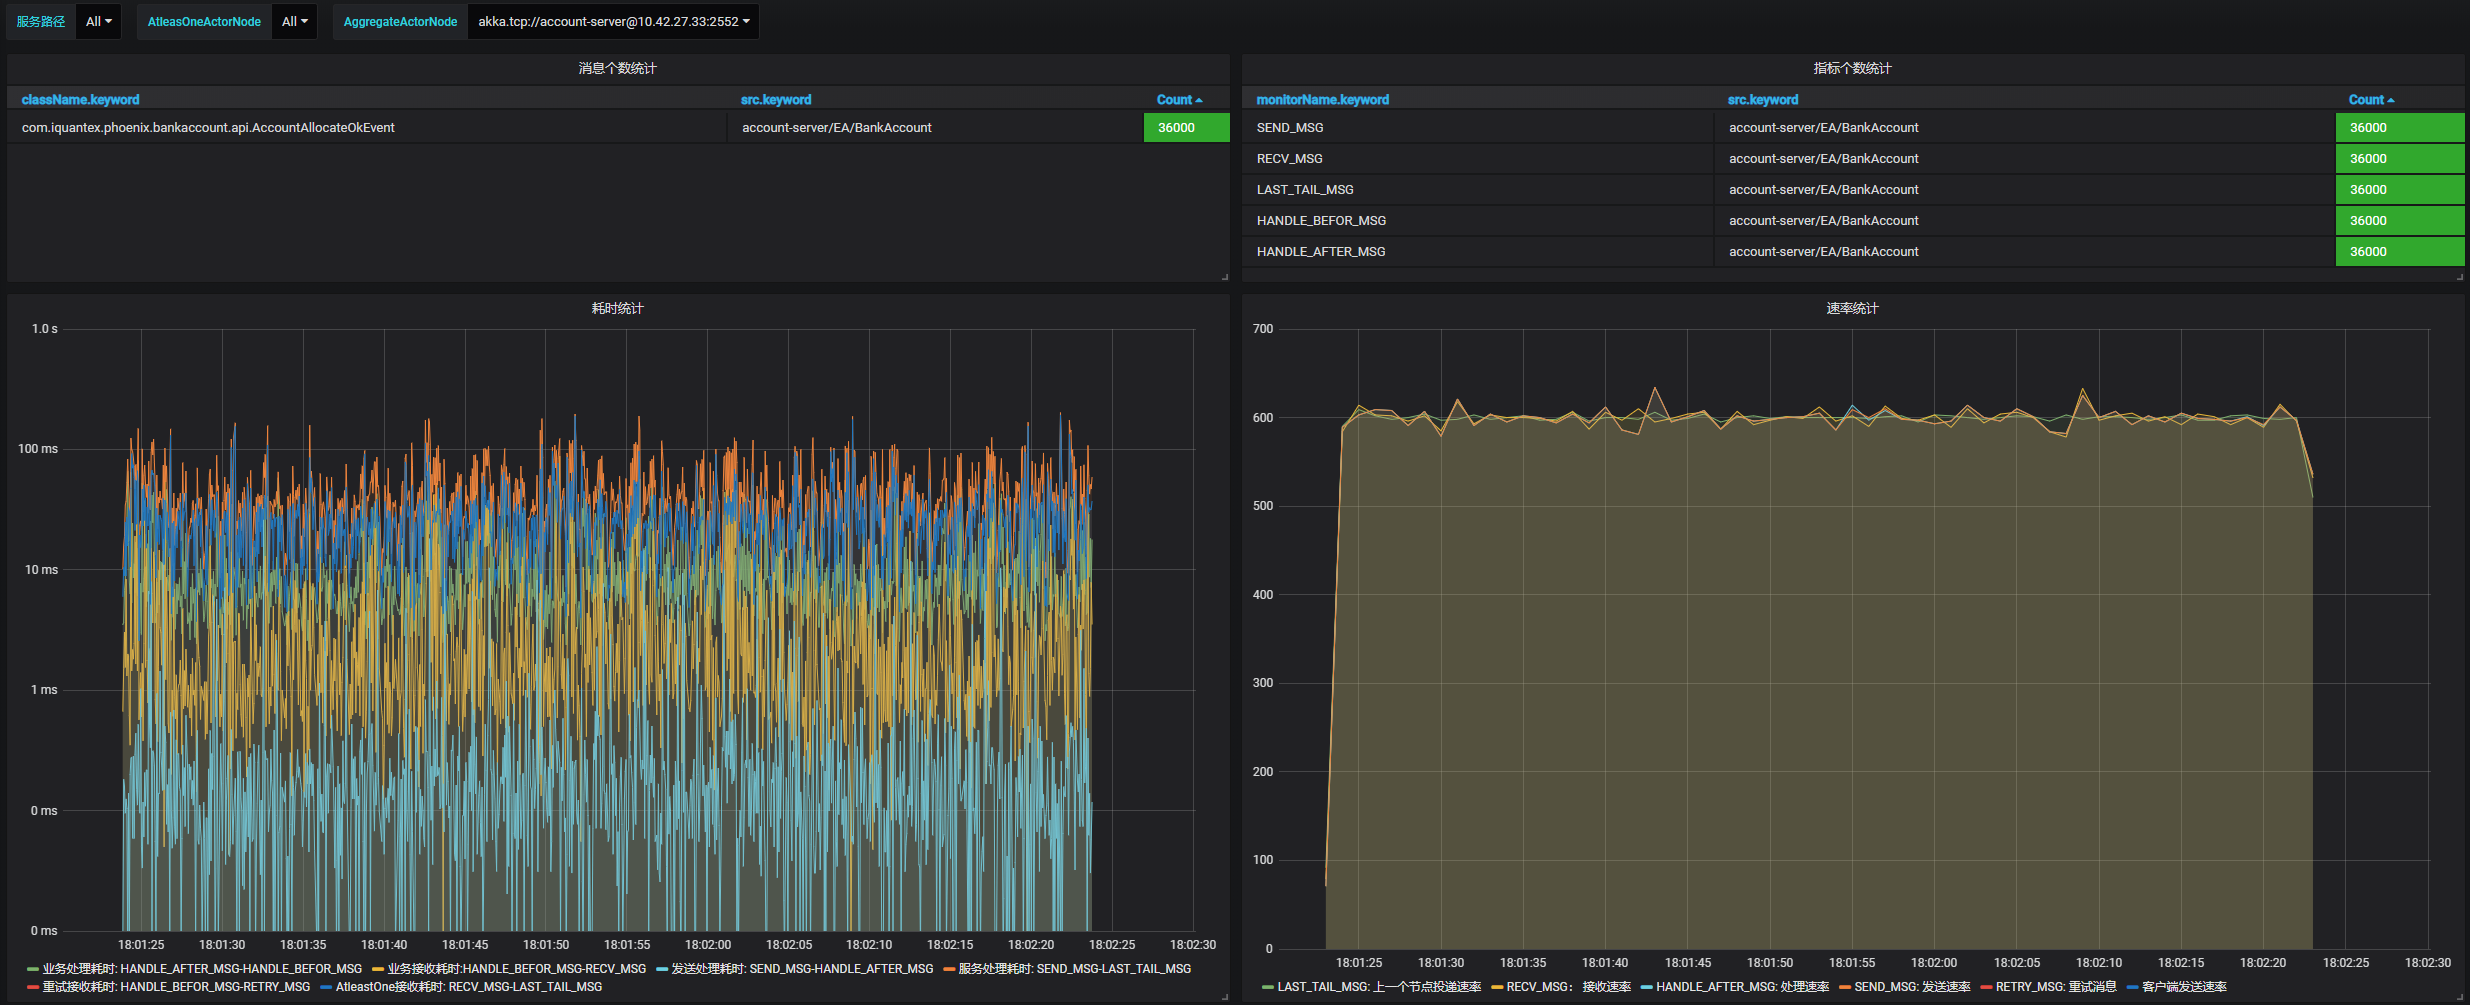 服务路径 All AtleasOneActorNode All AggregateActorNode akka.tcp://account-server@10.42.27.33:2552
消息个数统计
className.keyword src.keyword Count
com.iquantex.phoenix.bankaccount.api.AccountAllocateOkEvent account-server/EA/BankAccount 36000
指标个数统计
monitorName.keyword src.keyword Count
SEND_MSG account-server/EA/BankAccount 36000
RECV_MSG account-server/EA/BankAccount 36000
LAST_TAIL_MSG account-server/EA/BankAccount 36000
HANDLE_BEFOR_MSG account-server/EA/BankAccount 36000
HANDLE_AFTER_MSG account-server/EA/BankAccount 36000
耗时统计
1.0 s
100 ms
10 ms
1 ms
0 ms
0 ms
18:01:25 18:01:30 18:01:35 18:01:40 18:01:45 18:01:50 18:01:55 18:02:00 18:02:05 18:02:10 18:02:15 18:02:20 18:02:25 18:02:30
业务处理耗时: HANDLE_AFTER_MSG-HANDLE_BEFOR_MSG 业务接收耗时:HANDLE_BEFOR_MSG-RECV_MSG 发送处理耗时: SEND_MSG-HANDLE_AFTER_MSG 服务处理耗时: SEND_MSG-LAST_TAIL_MSG
重试接收耗时: HANDLE_BEFOR_MSG-RETRY_MSG AtleastOne接收耗时: RECV_MSG-LAST_TAIL_MSG
速率统计
700
600
500
400
300
200
100
0
18:01:25 18:01:30 18:01:35 18:01:40 18:01:45 18:01:50 18:01:55 18:02:00 18:02:05 18:02:10 18:02:15 18:02:20 18:02:25 18:02:30
LAST_TAIL_MSG: 上一个节点投递速率 RECV_MSG： 接收速率 HANDLE_AFTER_MSG: 处理速率 SEND_MSG: 发送速率 RETRY_MSG: 重试消息 客户端发送速率